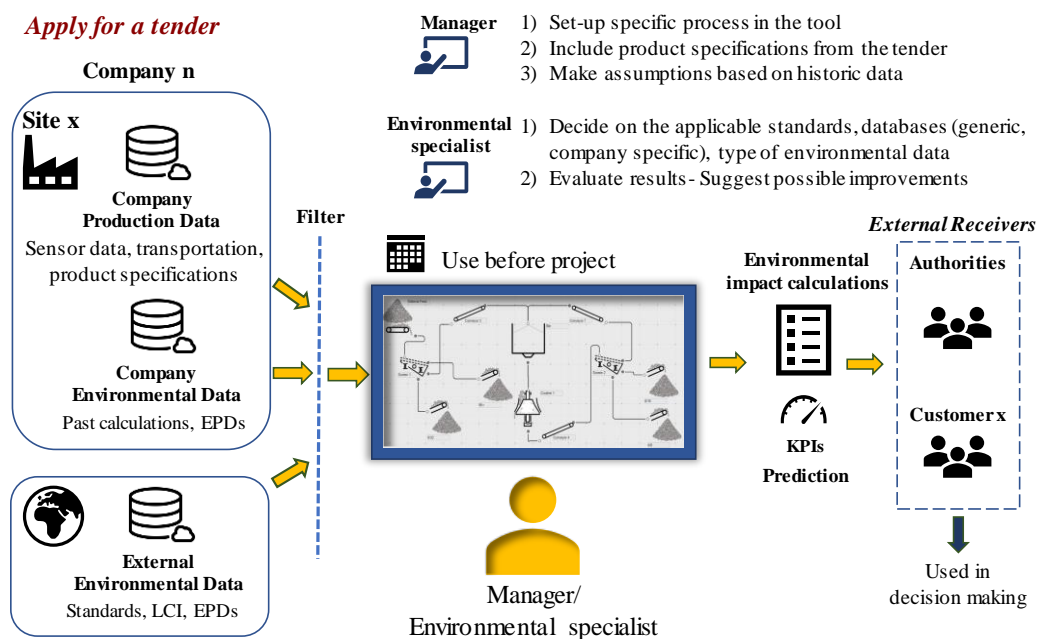 Apply for a tender
Company n
Site x
Company
Production Data
Sensor data, transportation,
product specifications
Company
Environmental Data
Past calculations, EPDs
External
Environmental Data
Standards, LCI, EPDs
Filter
Manager
1) Set-up specific process in the tool
2) Include product specifications from the tender
3) Make assumptions based on historic data
Environmental
specialist
1) Decide on the applicable standards, databases (generic,
company specific), type of environmental data
2) Evaluate results- Suggest possible improvements
Use before project
Manager/
Environmental specialist
Environmental
impact calculations
KPIs
Prediction
External Receivers
Authorities
Customer x
Used in
decision making